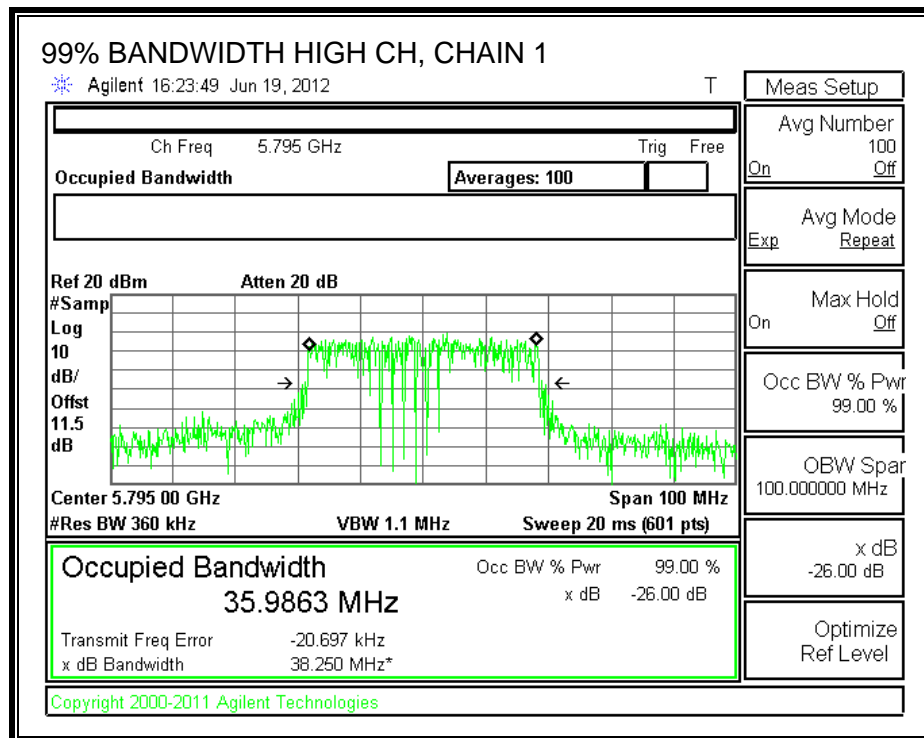 99% BANDWIDTH HIGH CH, CHAIN 1
Agilent 16:23:49 Jun 19, 2012
T
Ch Freq 5.795 GHz Trig Free
Occupied Bandwidth Averages: 100
Ref 20 dBm Atten 20 dB
#Samp
Log
10
dB/
Offst
11.5
dB
Center 5.795 00 GHz Span 100 MHz
#Res BW 360 kHz VBW 1.1 MHz Sweep 20 ms (601 pts)
Occupied Bandwidth
35.9863 MHz
Occ BW % Pwr 99.00 %
x dB -26.00 dB
Transmit Freq Error -20.697 kHz
x dB Bandwidth 38.250 MHz*
Copyright 2000-2011 Agilent Technologies
Meas Setup
Avg Number
100
On Off
Avg Mode
Exp Repeat
Max Hold
On Off
Occ BW % Pwr
99.00 %
OBW Span
100.000000 MHz
x dB
-26.00 dB
Optimize
Ref Level